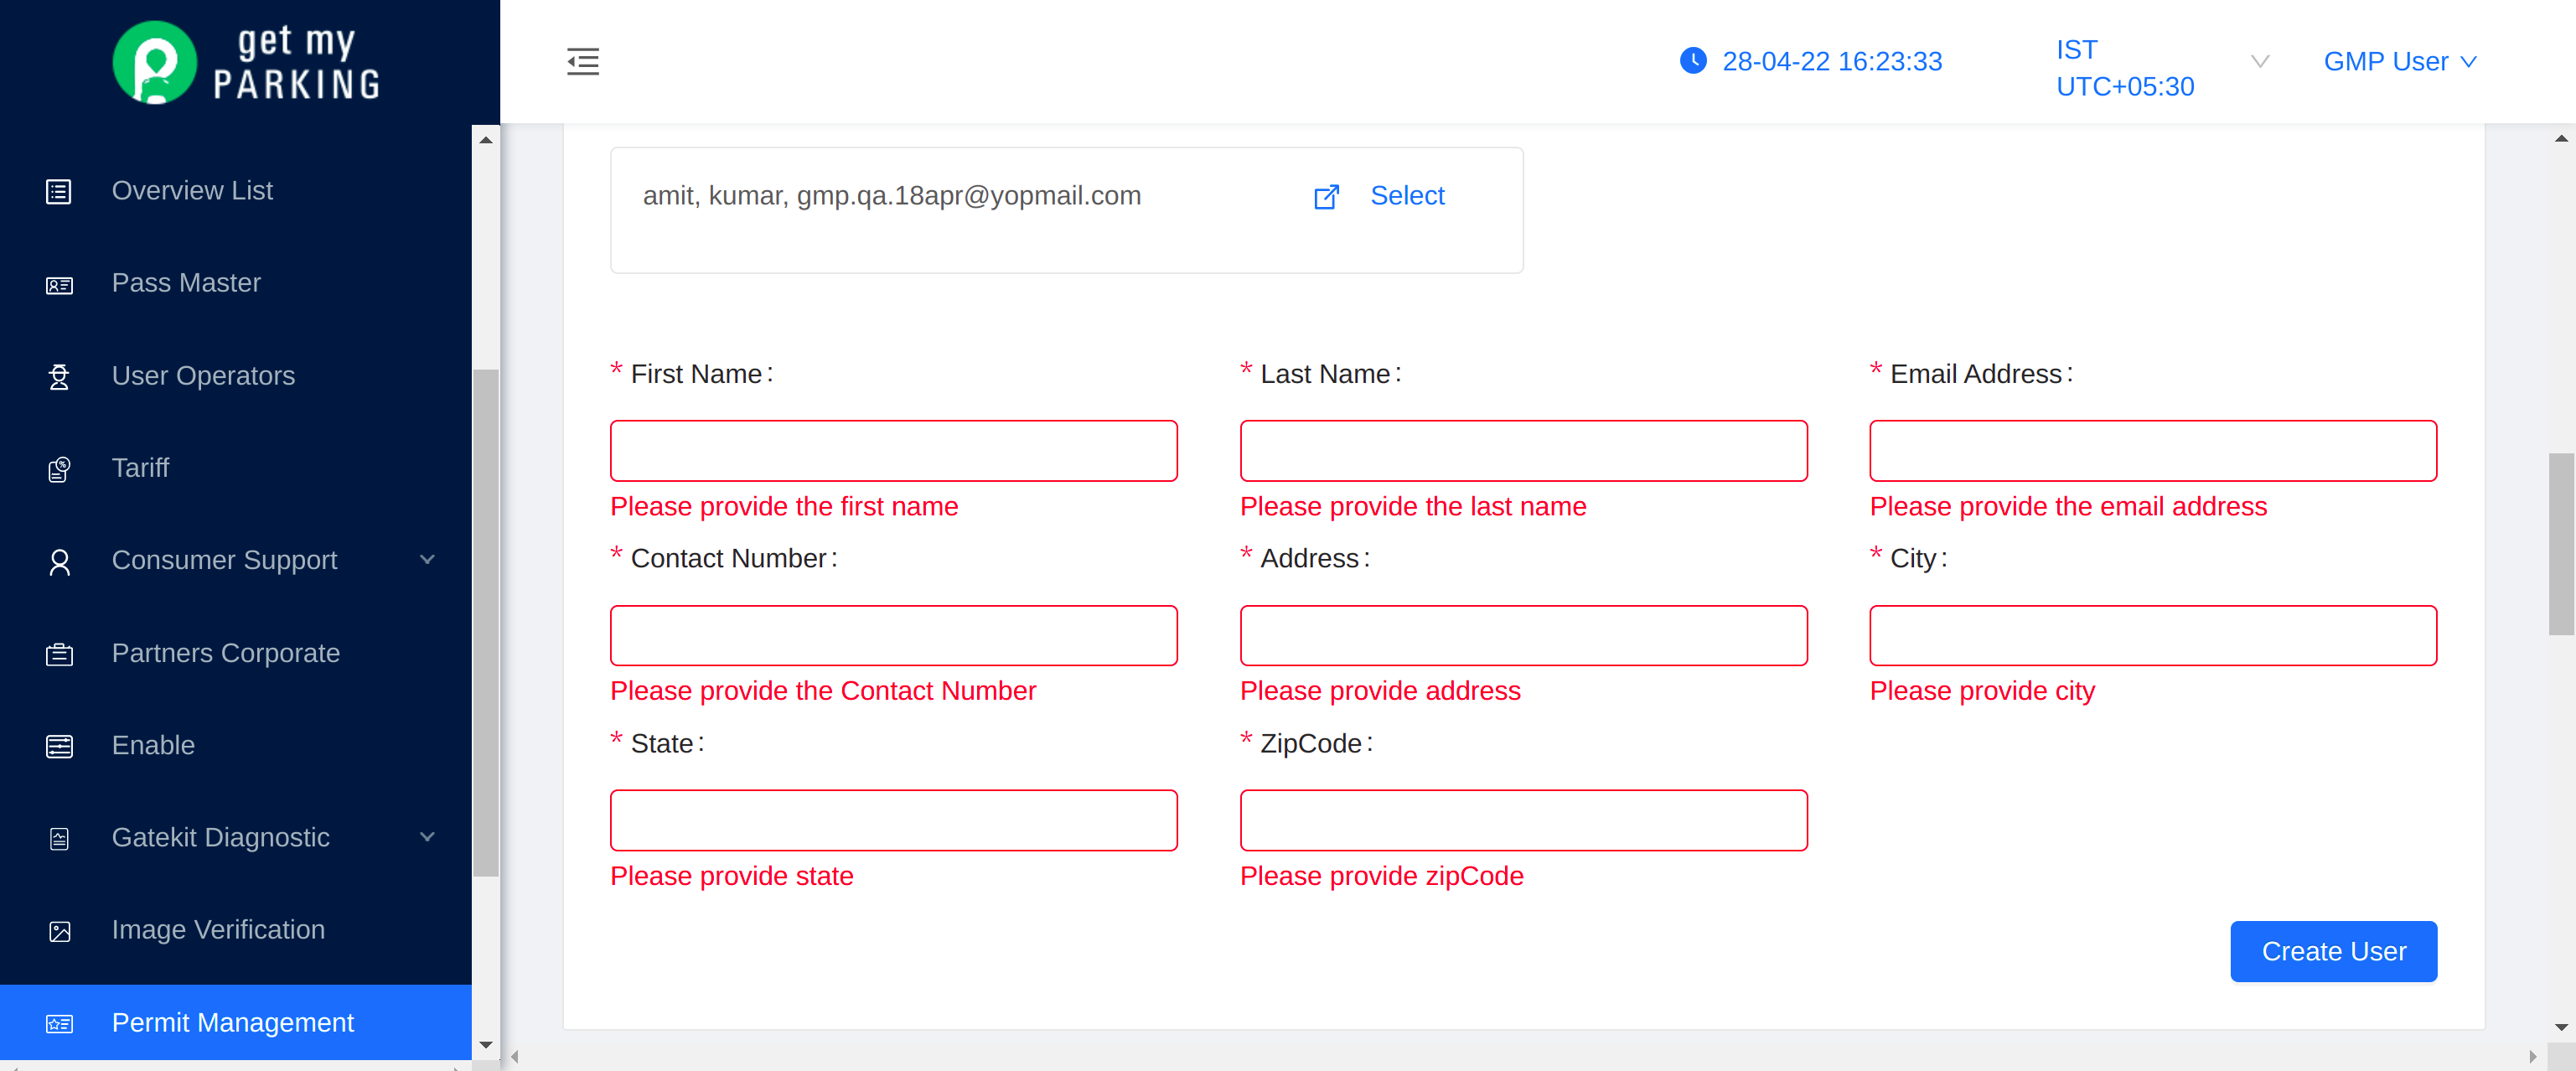 get my
PARKING
28-04-22 16:23:33
IST
UTC+05:30
GMP User
Overview List
Pass Master
User Operators
Tariff
Consumer Support
Partners Corporate
Enable
Gatekit Diagnostic
Image Verification
Permit Management
amit, kumar, gmp.qa.18apr@yopmail.com Select
* First Name : * Last Name : * Email Address :
Please provide the first name Please provide the last name Please provide the email address
* Contact Number : * Address : * City :
Please provide the Contact Number Please provide address Please provide city
* State : * ZipCode :
Please provide state Please provide zipCode
Create User